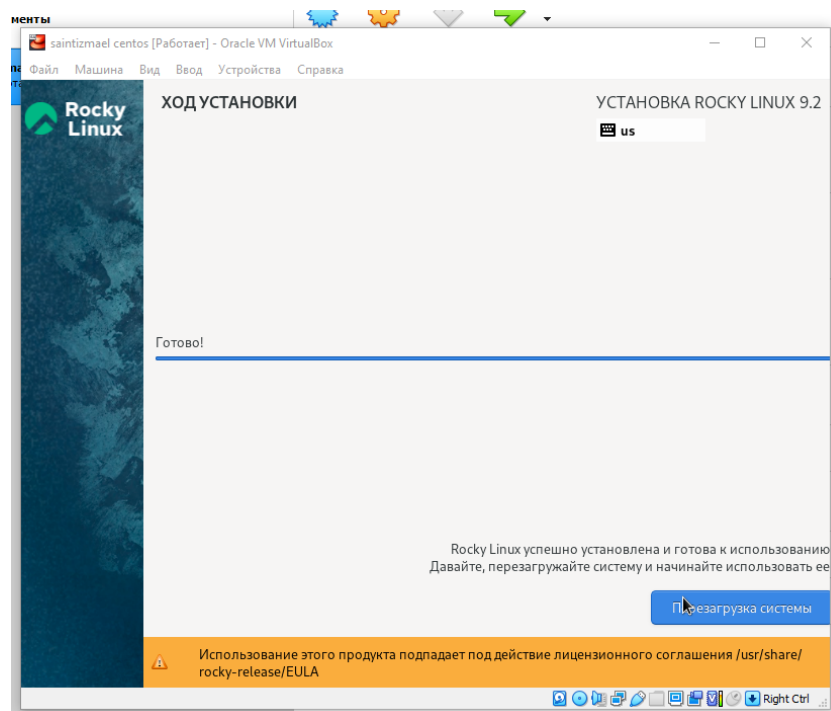 менты
saintizmael centos [Работает] - Oracle VM VirtualBox
Файл Машина Вид Ввод Устройства Справка
Rocky
Linux
ХОД УСТАНОВКИ
УСТАНОВКА ROCKY LINUX 9.2
us
Готово!
Rocky Linux успешно установлена и готова к использованию
Давайте, перезагружайте систему и начинайте использовать ее
Перезагрузка системы
Использование этого продукта подпадает под действие лицензионного соглашения /usr/share/
rocky-release/EULA
Right Ctrl